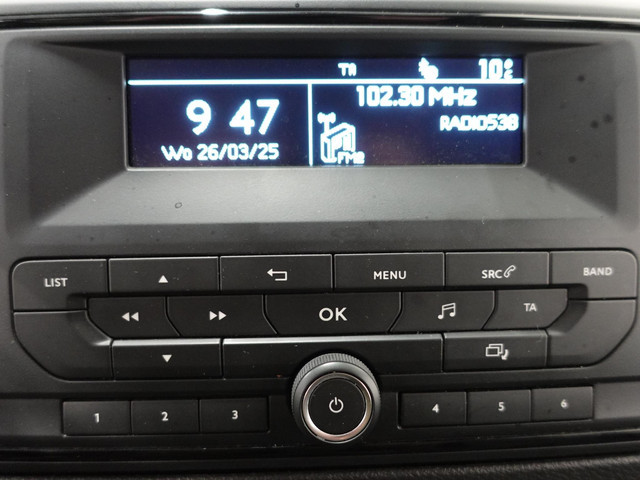 TA 10°C
102.30 MHz
9 47
RADIO538
Wo 26/03/25
FM2
LIST
MENU
SRC
BAND
OK
TA
1 2 3 4 5 6